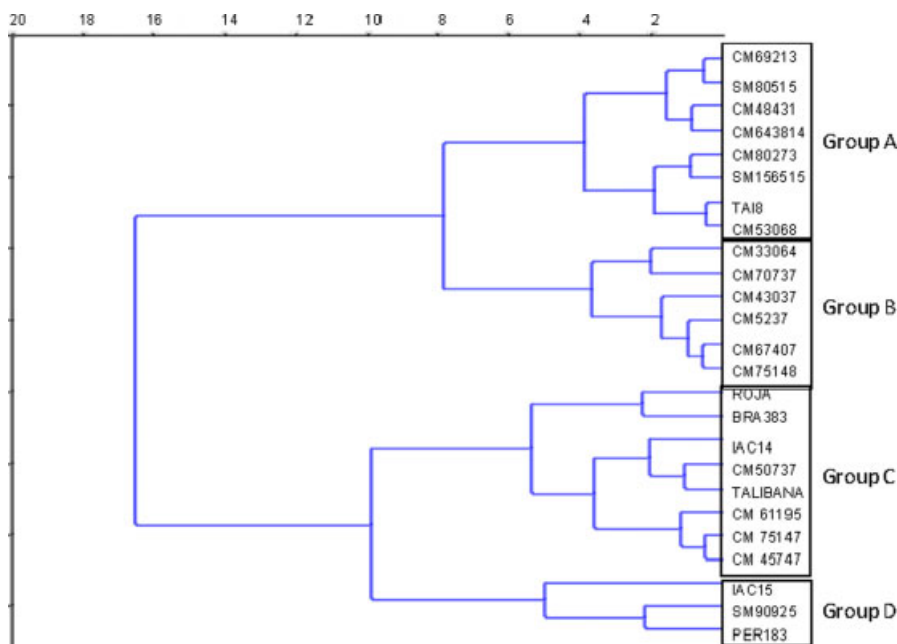 20 18 16 14 12 10 8 6 4 2
CM69213
SM80515
CM48431
CM643814
CM80273
SM156515
TAI8
CM53068
Group A
CM33064
CM70737
CM43037
CM5237
CM67407
CM75148
Group B
ROJA
BRA383
IAC14
CM50737
TALIBANA
CM 61195
CM 75147
CM 45747
Group C
IAC15
SM90925
PER183
Group D